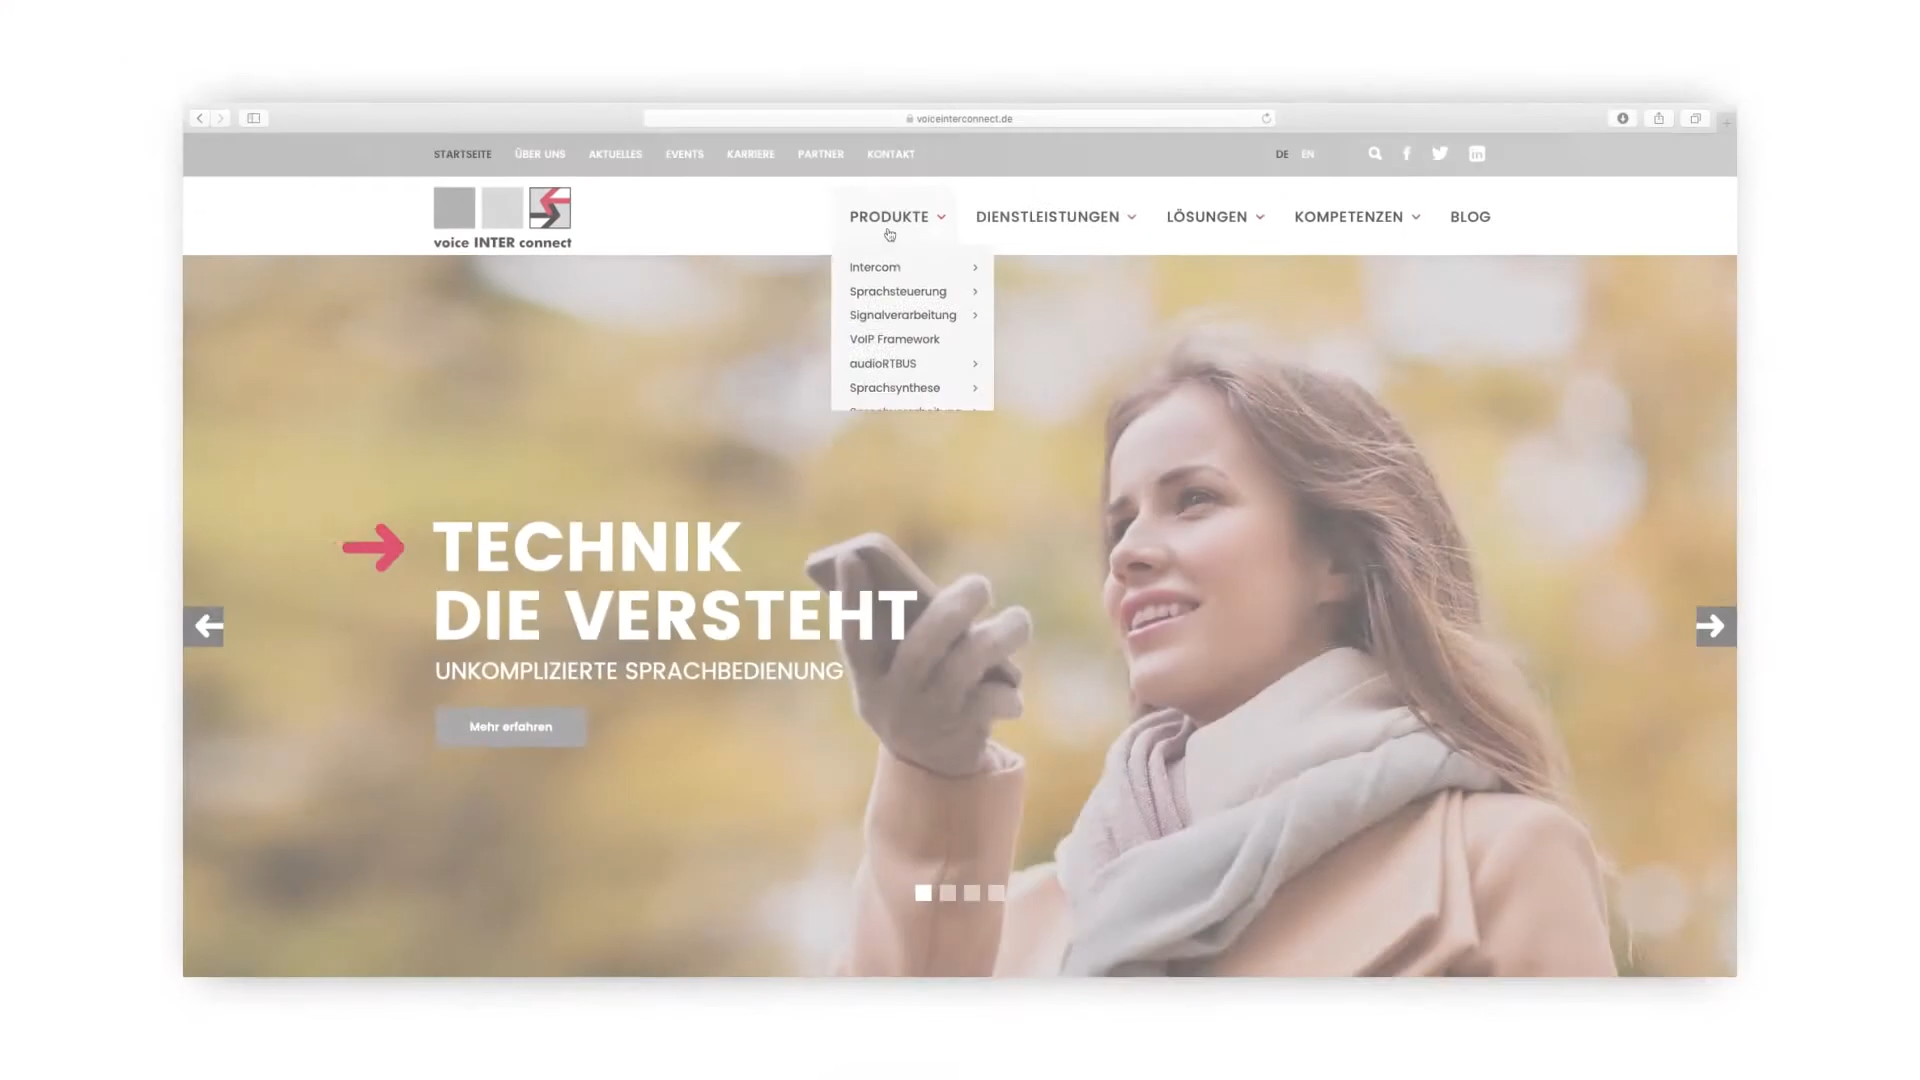 voiceinterconnect.de
STARTSEITE ÜBER UNS AKTUELLES EVENTS KARRIERE PARTNER KONTAKT DE EN
voice INTER connect
PRODUKTE DIENSTLEISTUNGEN LÖSUNGEN KOMPETENZEN BLOG
Intercom
Sprachsteuerung
Signalverarbeitung
VoIP Framework
audioRTBUS
Sprachsynthese
TECHNIK
DIE VERSTEHT
UNKOMPLIZIERTE SPRACHBEDIENUNG
Mehr erfahren